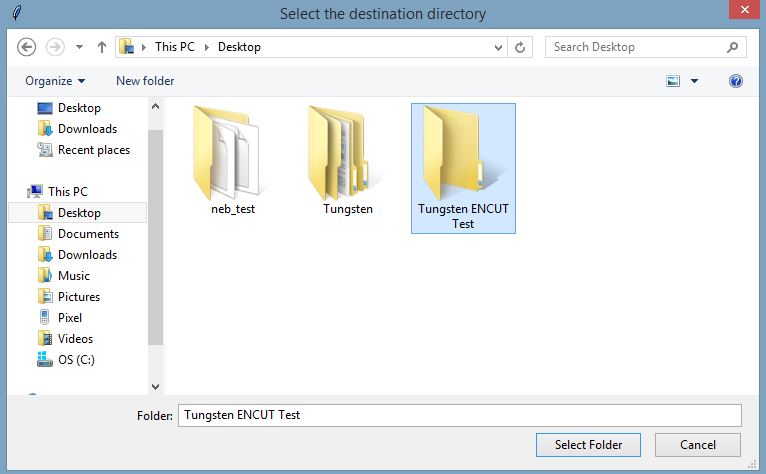 Select the destination directory
This PC
Desktop
Search Desktop
Organize
New folder
Desktop
Downloads
Recent places
This PC
Desktop
Documents
Downloads
Music
Pictures
Pixel
Videos
OS (C:)
neb_test
Tungsten
Tungsten ENCUT
Test
Folder:
Tungsten ENCUT Test
Select Folder
Cancel